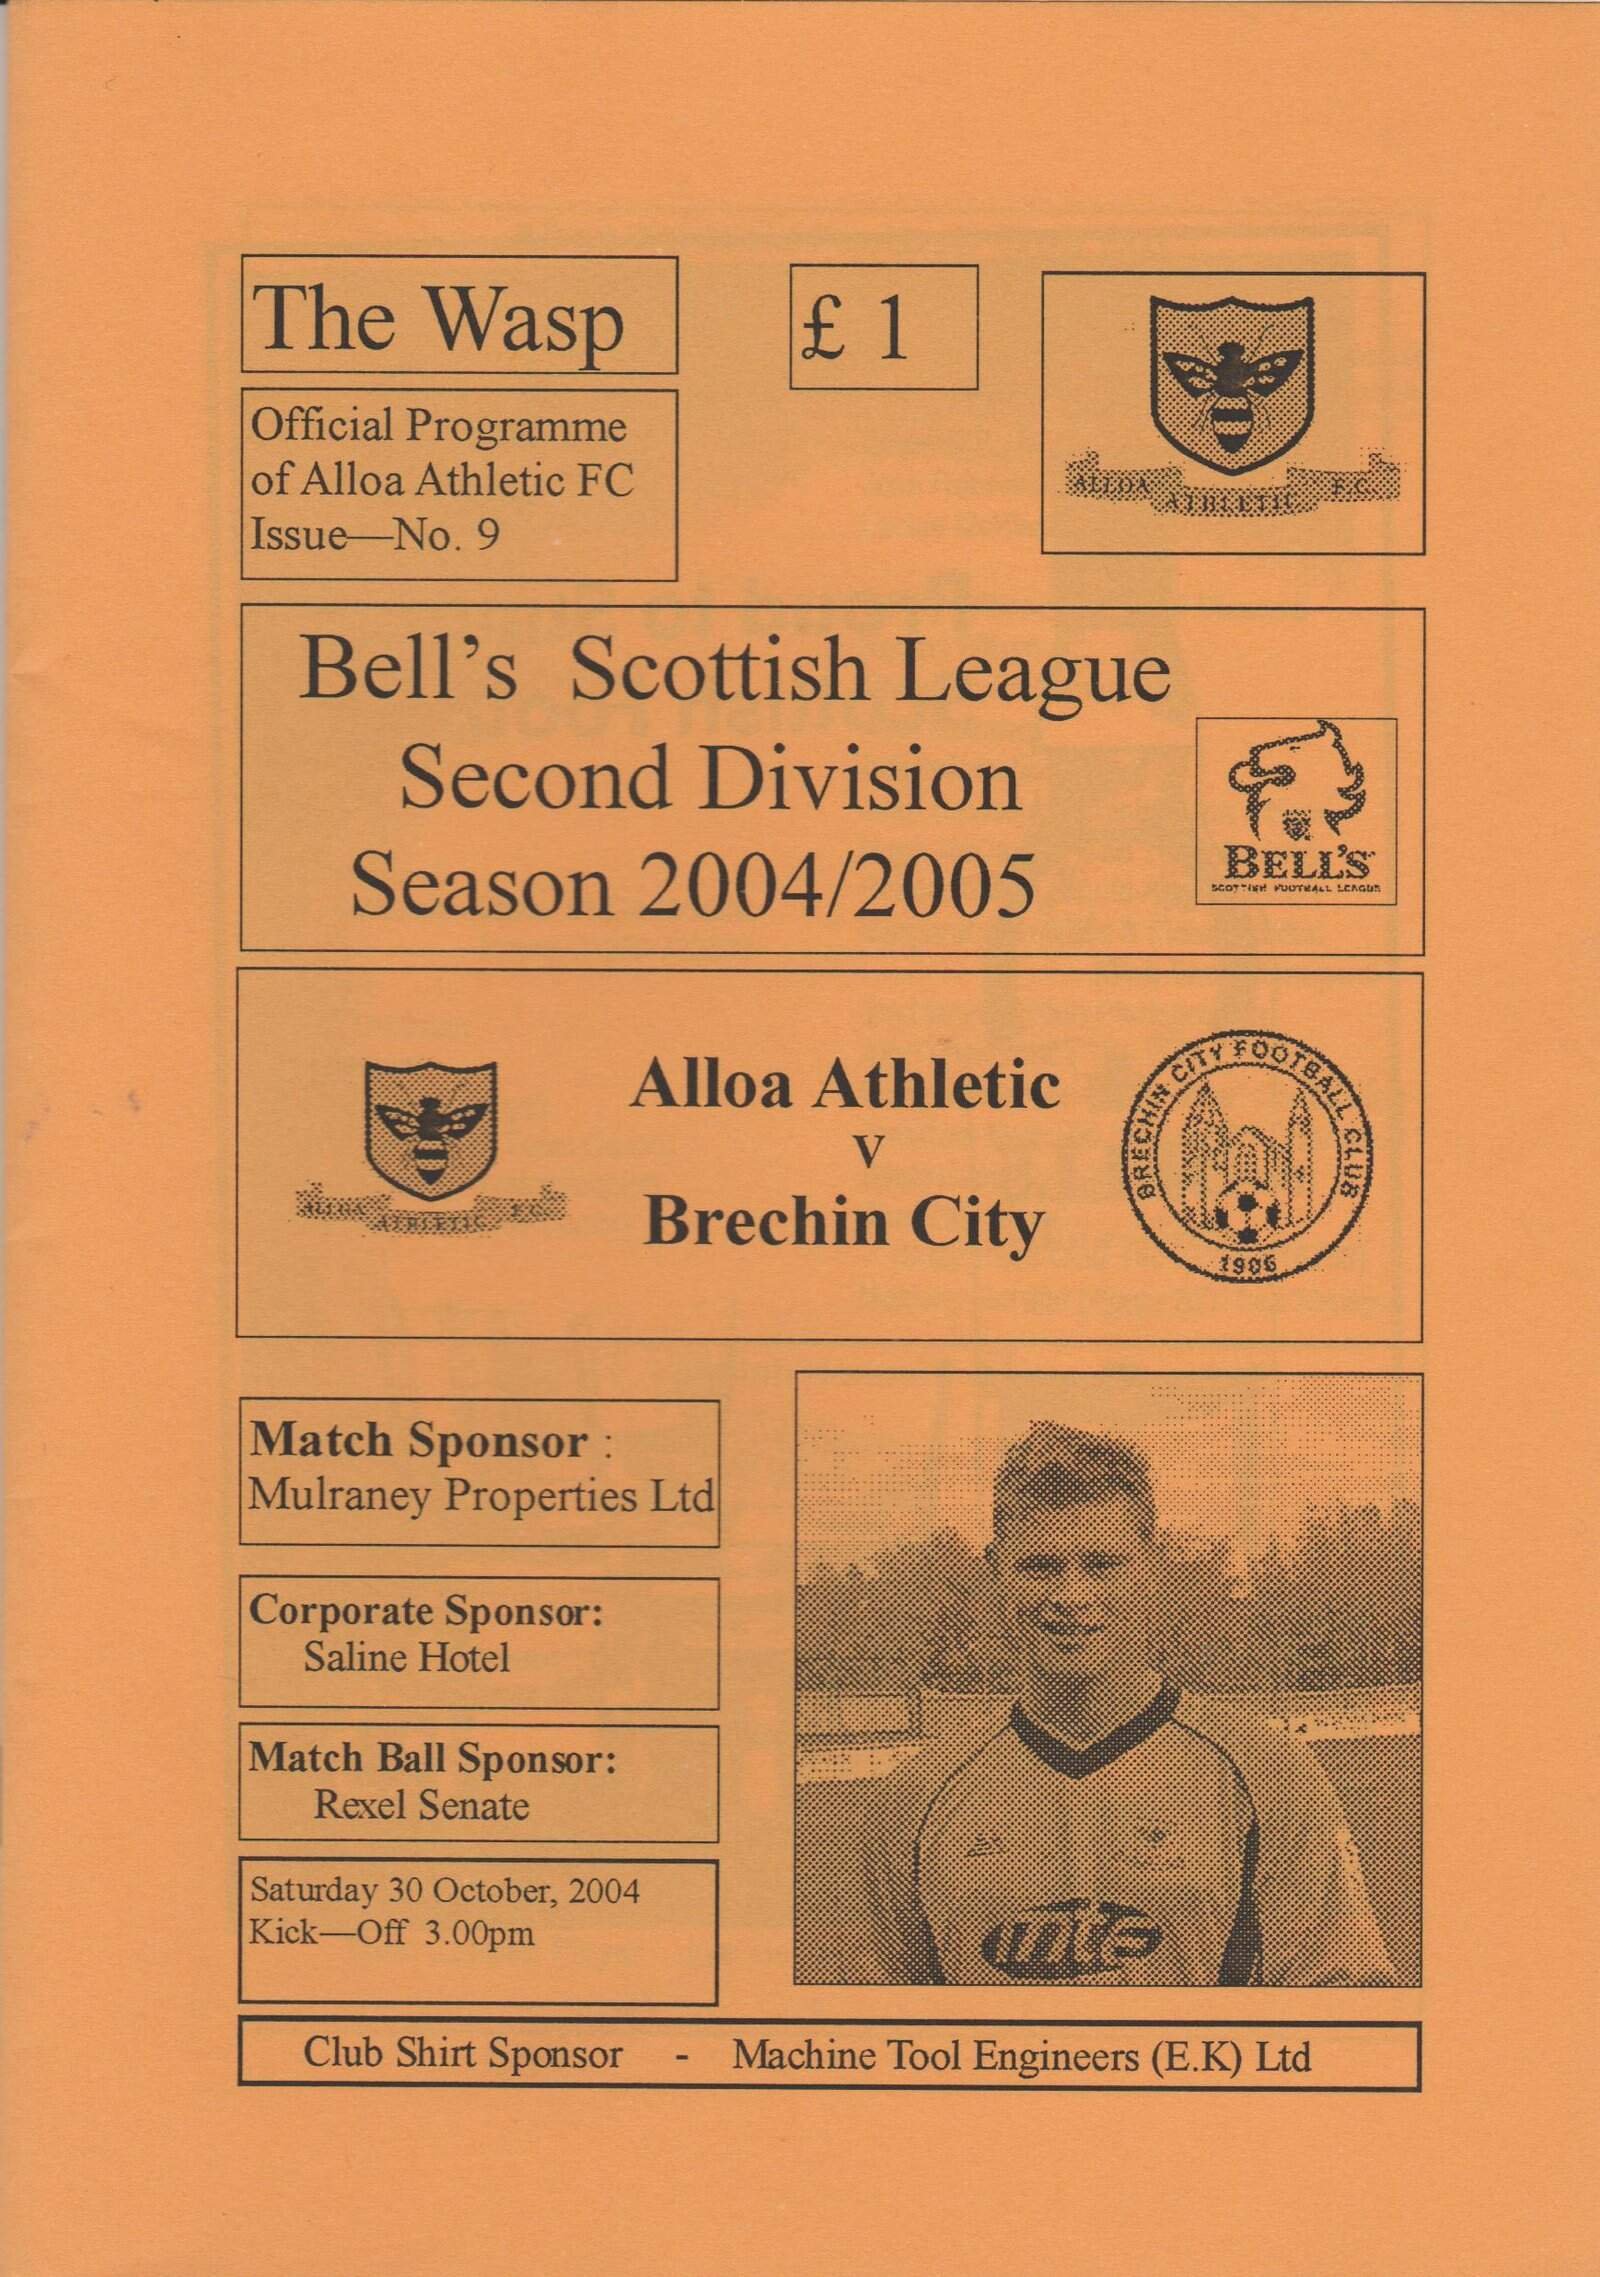 The Wasp
£ 1
Official Programme
of Alloa Athletic FC
Issue—No. 9
ALLOA ATHLETIC F.C.
Bell's Scottish League
Second Division
Season 2004/2005
BELL'S
SCOTTISH FOOTBALL LEAGUE
Alloa Athletic
v
Brechin City
ALLOA ATHLETIC F.C.
BRECHIN CITY FOOTBALL CLUB
1906
Match Sponsor :
Mulraney Properties Ltd
Corporate Sponsor:
Saline Hotel
Match Ball Sponsor:
Rexel Senate
Saturday 30 October, 2004
Kick—Off 3.00pm
mte
Club Shirt Sponsor - Machine Tool Engineers (E.K) Ltd